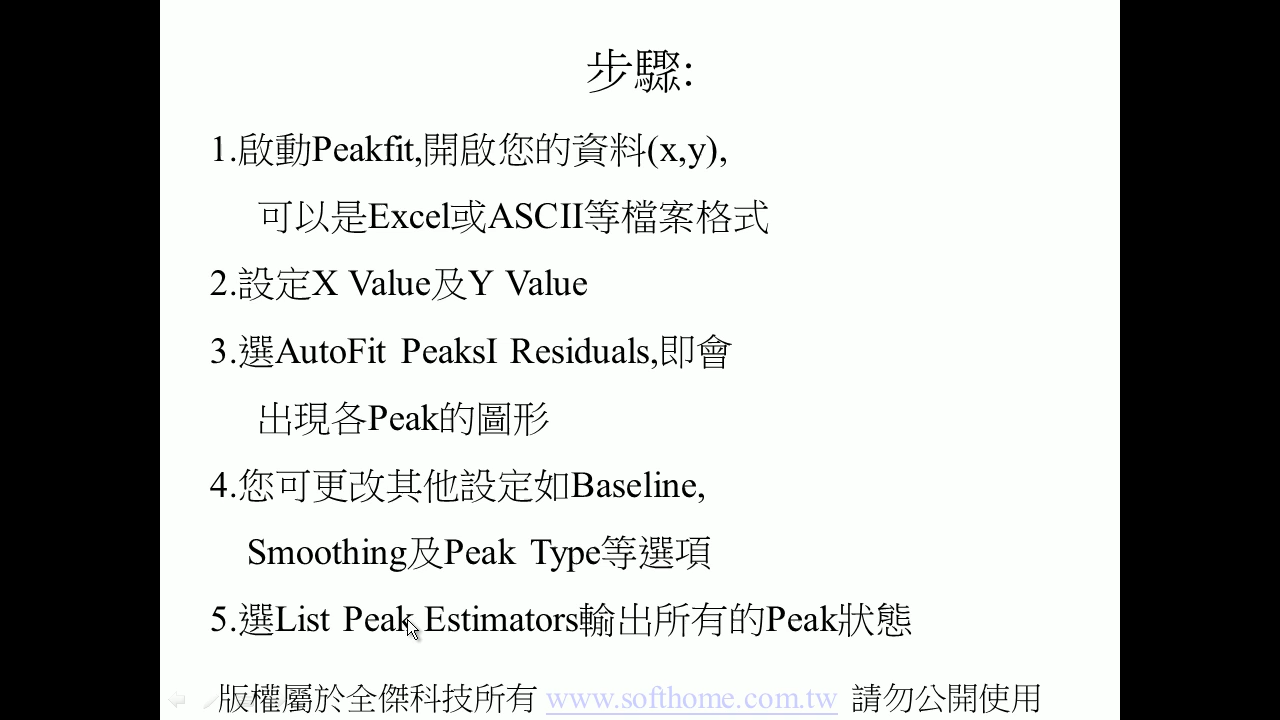 步驟:
1.啟動Peakfit,開啟您的資料(x,y),
可以是Excel或ASCII等檔案格式
2.設定X Value及Y Value
3.選AutoFit PeaksI Residuals,即會
出現各Peak的圖形
4.您可更改其他設定如Baseline,
Smoothing及Peak Type等選項
5.選List Peak Estimators輸出所有的Peak狀態
版權屬於全傑科技所有 www.softhome.com.tw 請勿公開使用